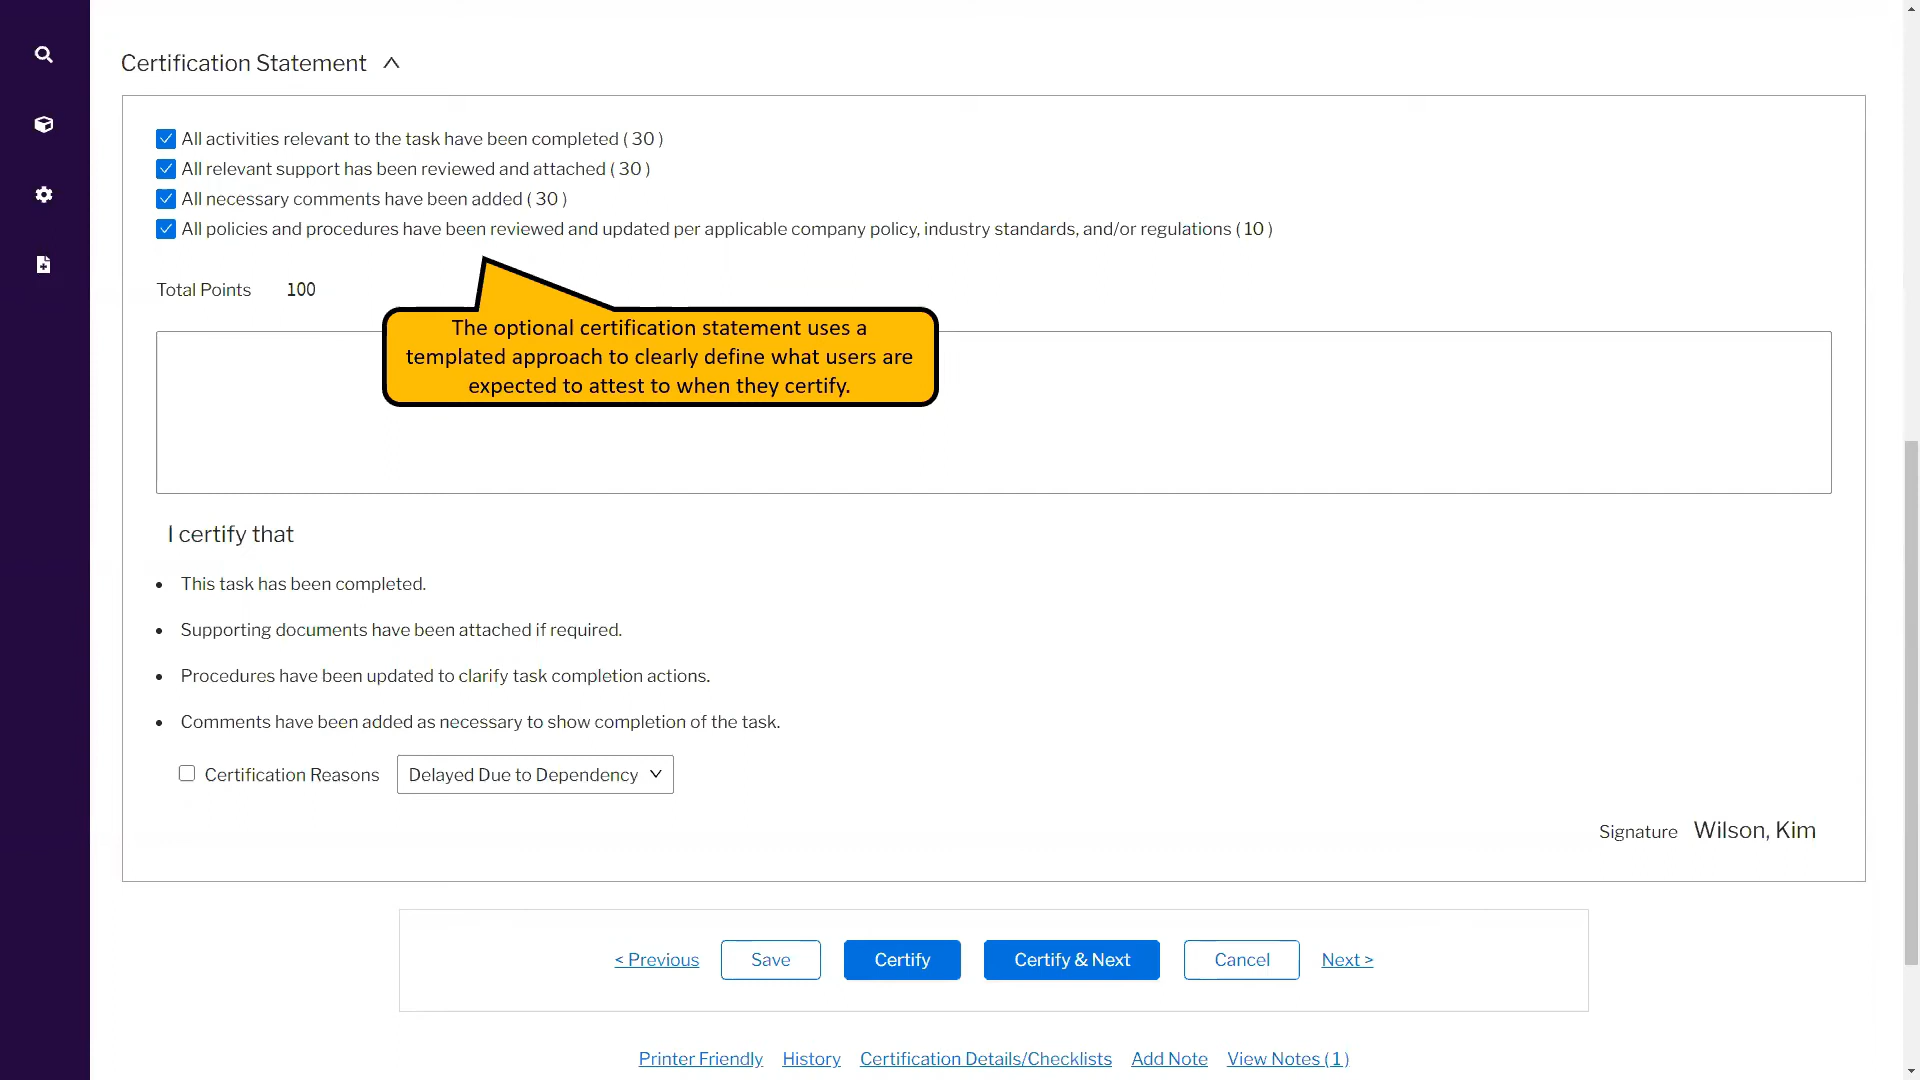 Certification Statement
All activities relevant to the task have been completed ( 30 )
All relevant support has been reviewed and attached ( 30 )
All necessary comments have been added ( 30 )
All policies and procedures have been reviewed and updated per applicable company policy, industry standards, and/or regulations ( 10 )
Total Points 100
The optional certification statement uses a
templated approach to clearly define what users are
expected to attest to when they certify.
I certify that
• This task has been completed.
• Supporting documents have been attached if required.
• Procedures have been updated to clarify task completion actions.
• Comments have been added as necessary to show completion of the task.
Certification Reasons Delayed Due to Dependency
Signature Wilson, Kim
< Previous Save Certify Certify & Next Cancel Next >
Printer Friendly History Certification Details/Checklists Add Note View Notes ( 1 )